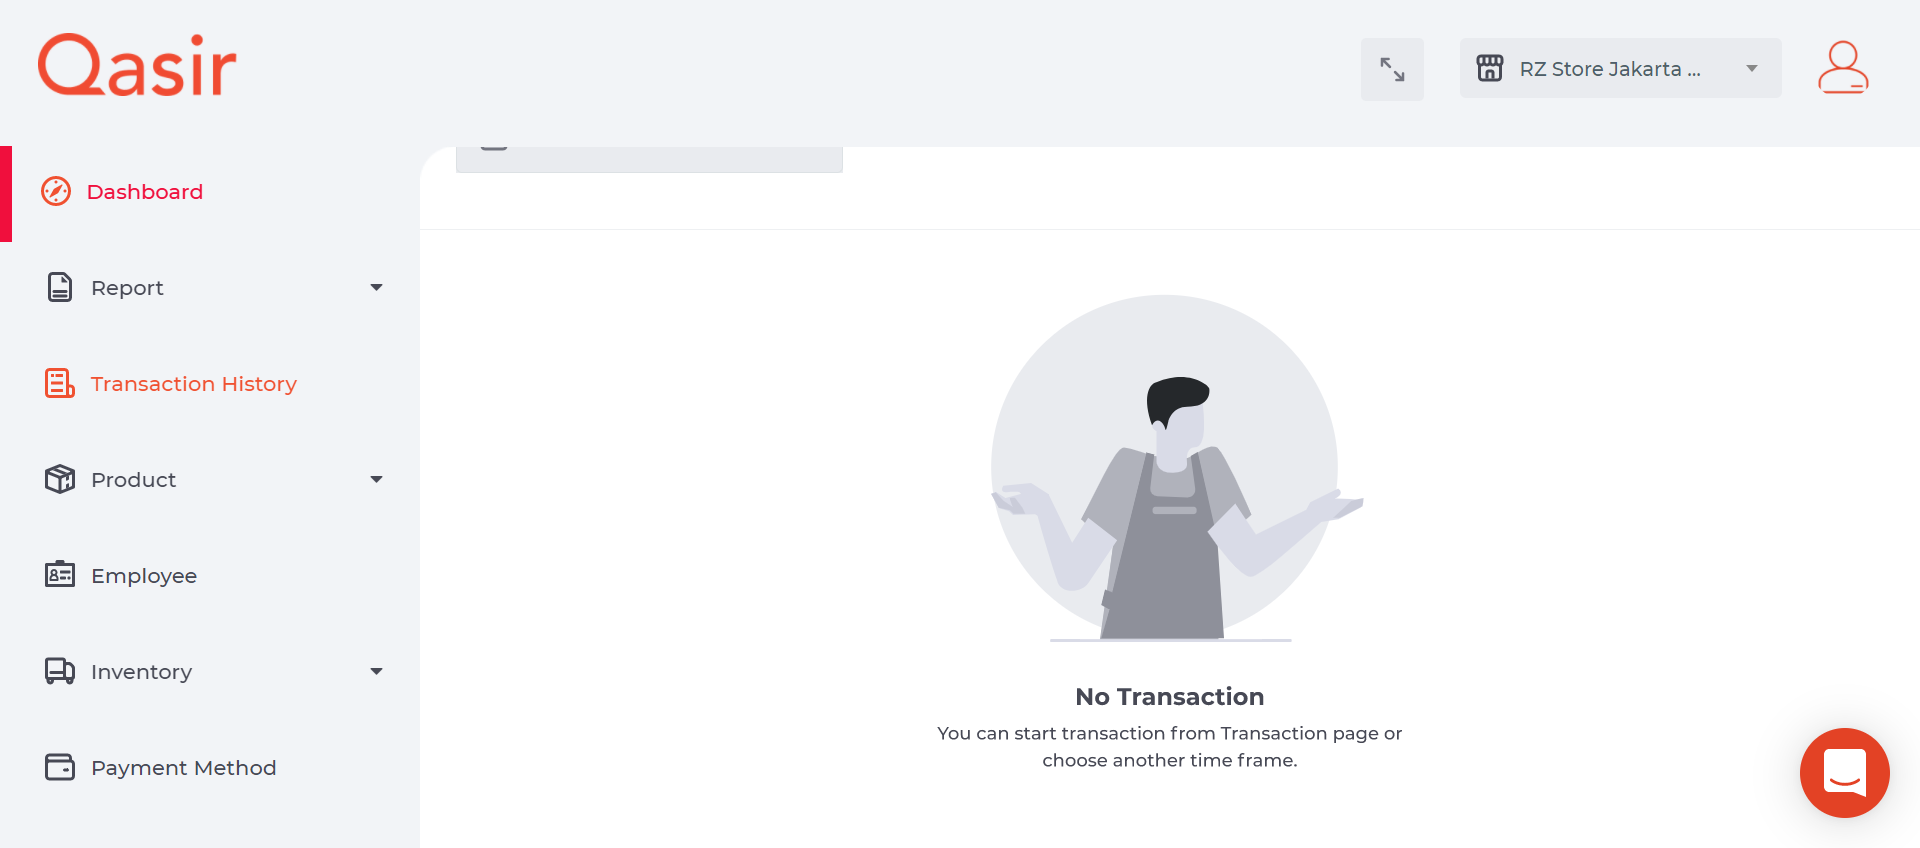 Qasir
RZ Store Jakarta ...
Dashboard
Report
Transaction History
Product
Employee
Inventory
Payment Method
No Transaction
You can start transaction from Transaction page or
choose another time frame.